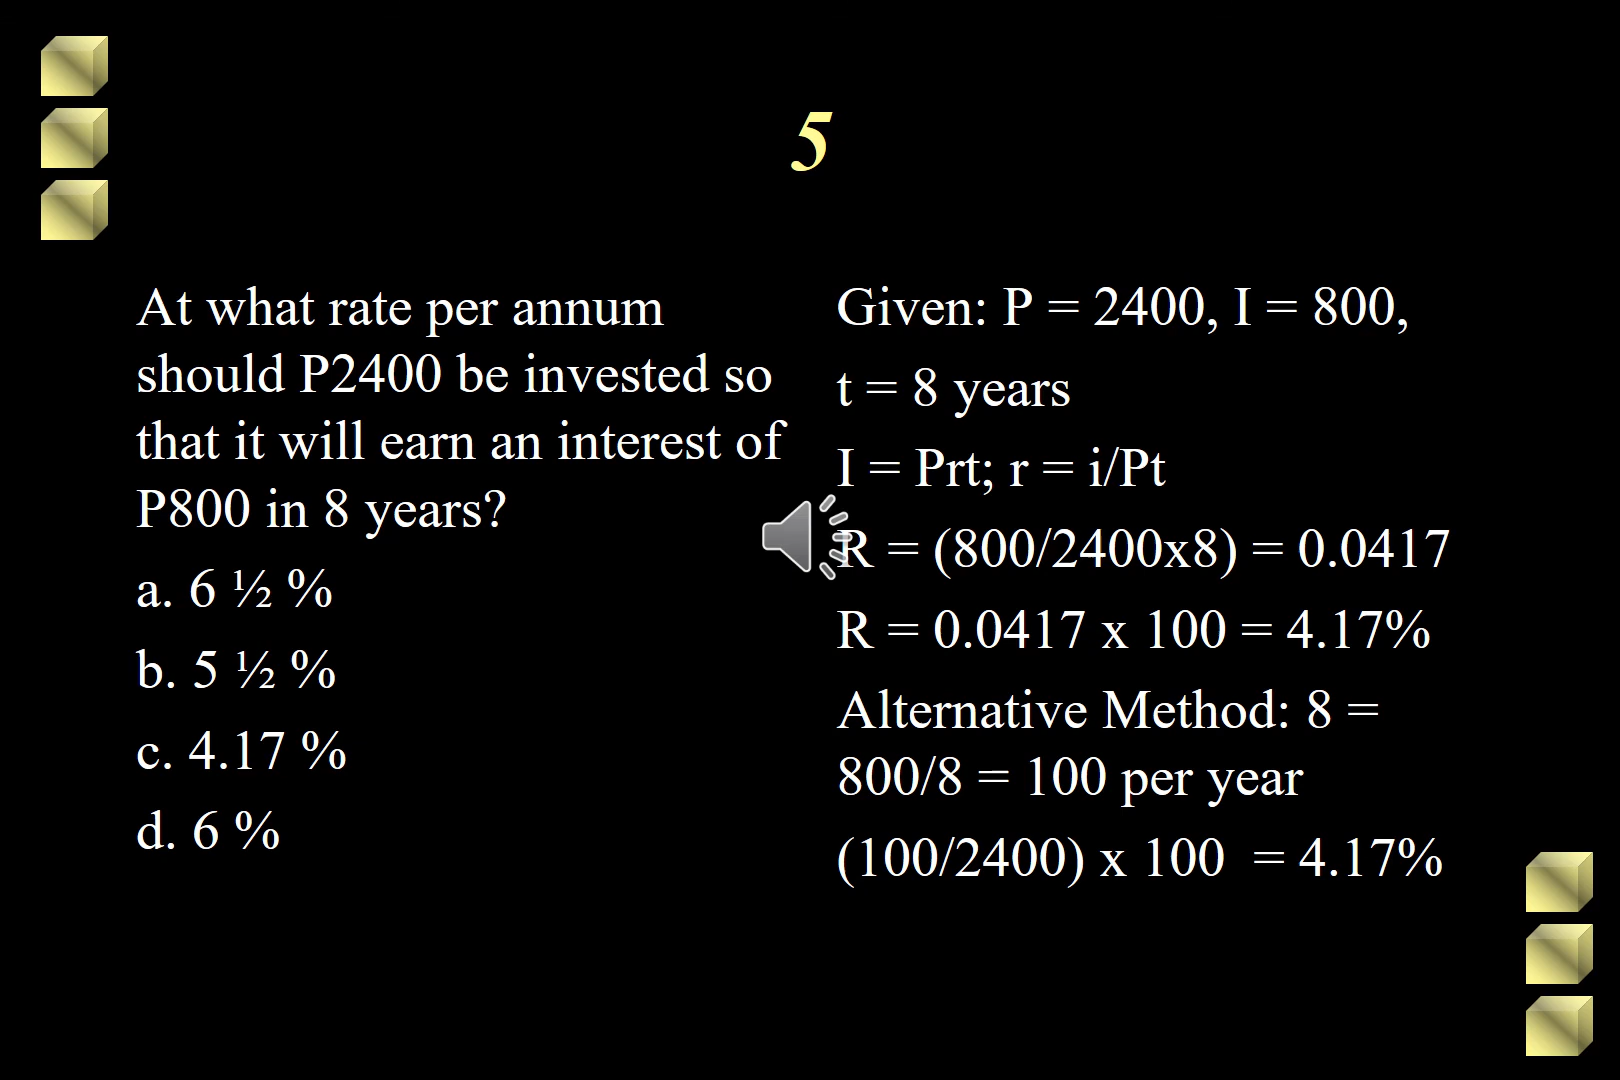 5
At what rate per annum
should P2400 be invested so
that it will earn an interest of
P800 in 8 years?
a. 6 ½ %
b. 5 ½ %
c. 4.17 %
d. 6 %
Given: P = 2400, I = 800,
t = 8 years
I = Prt; r = i/Pt
R = (800/2400x8) = 0.0417
R = 0.0417 x 100 = 4.17%
Alternative Method: 8 =
800/8 = 100 per year
(100/2400) x 100  = 4.17%